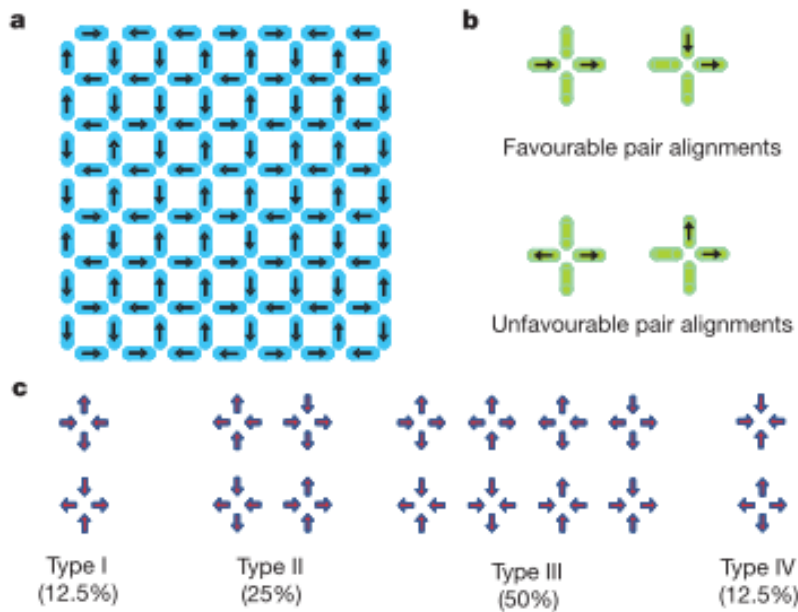 a
b
Favourable pair alignments
Unfavourable pair alignments
c
Type I
(12.5%)
Type II
(25%)
Type III
(50%)
Type IV
(12.5%)